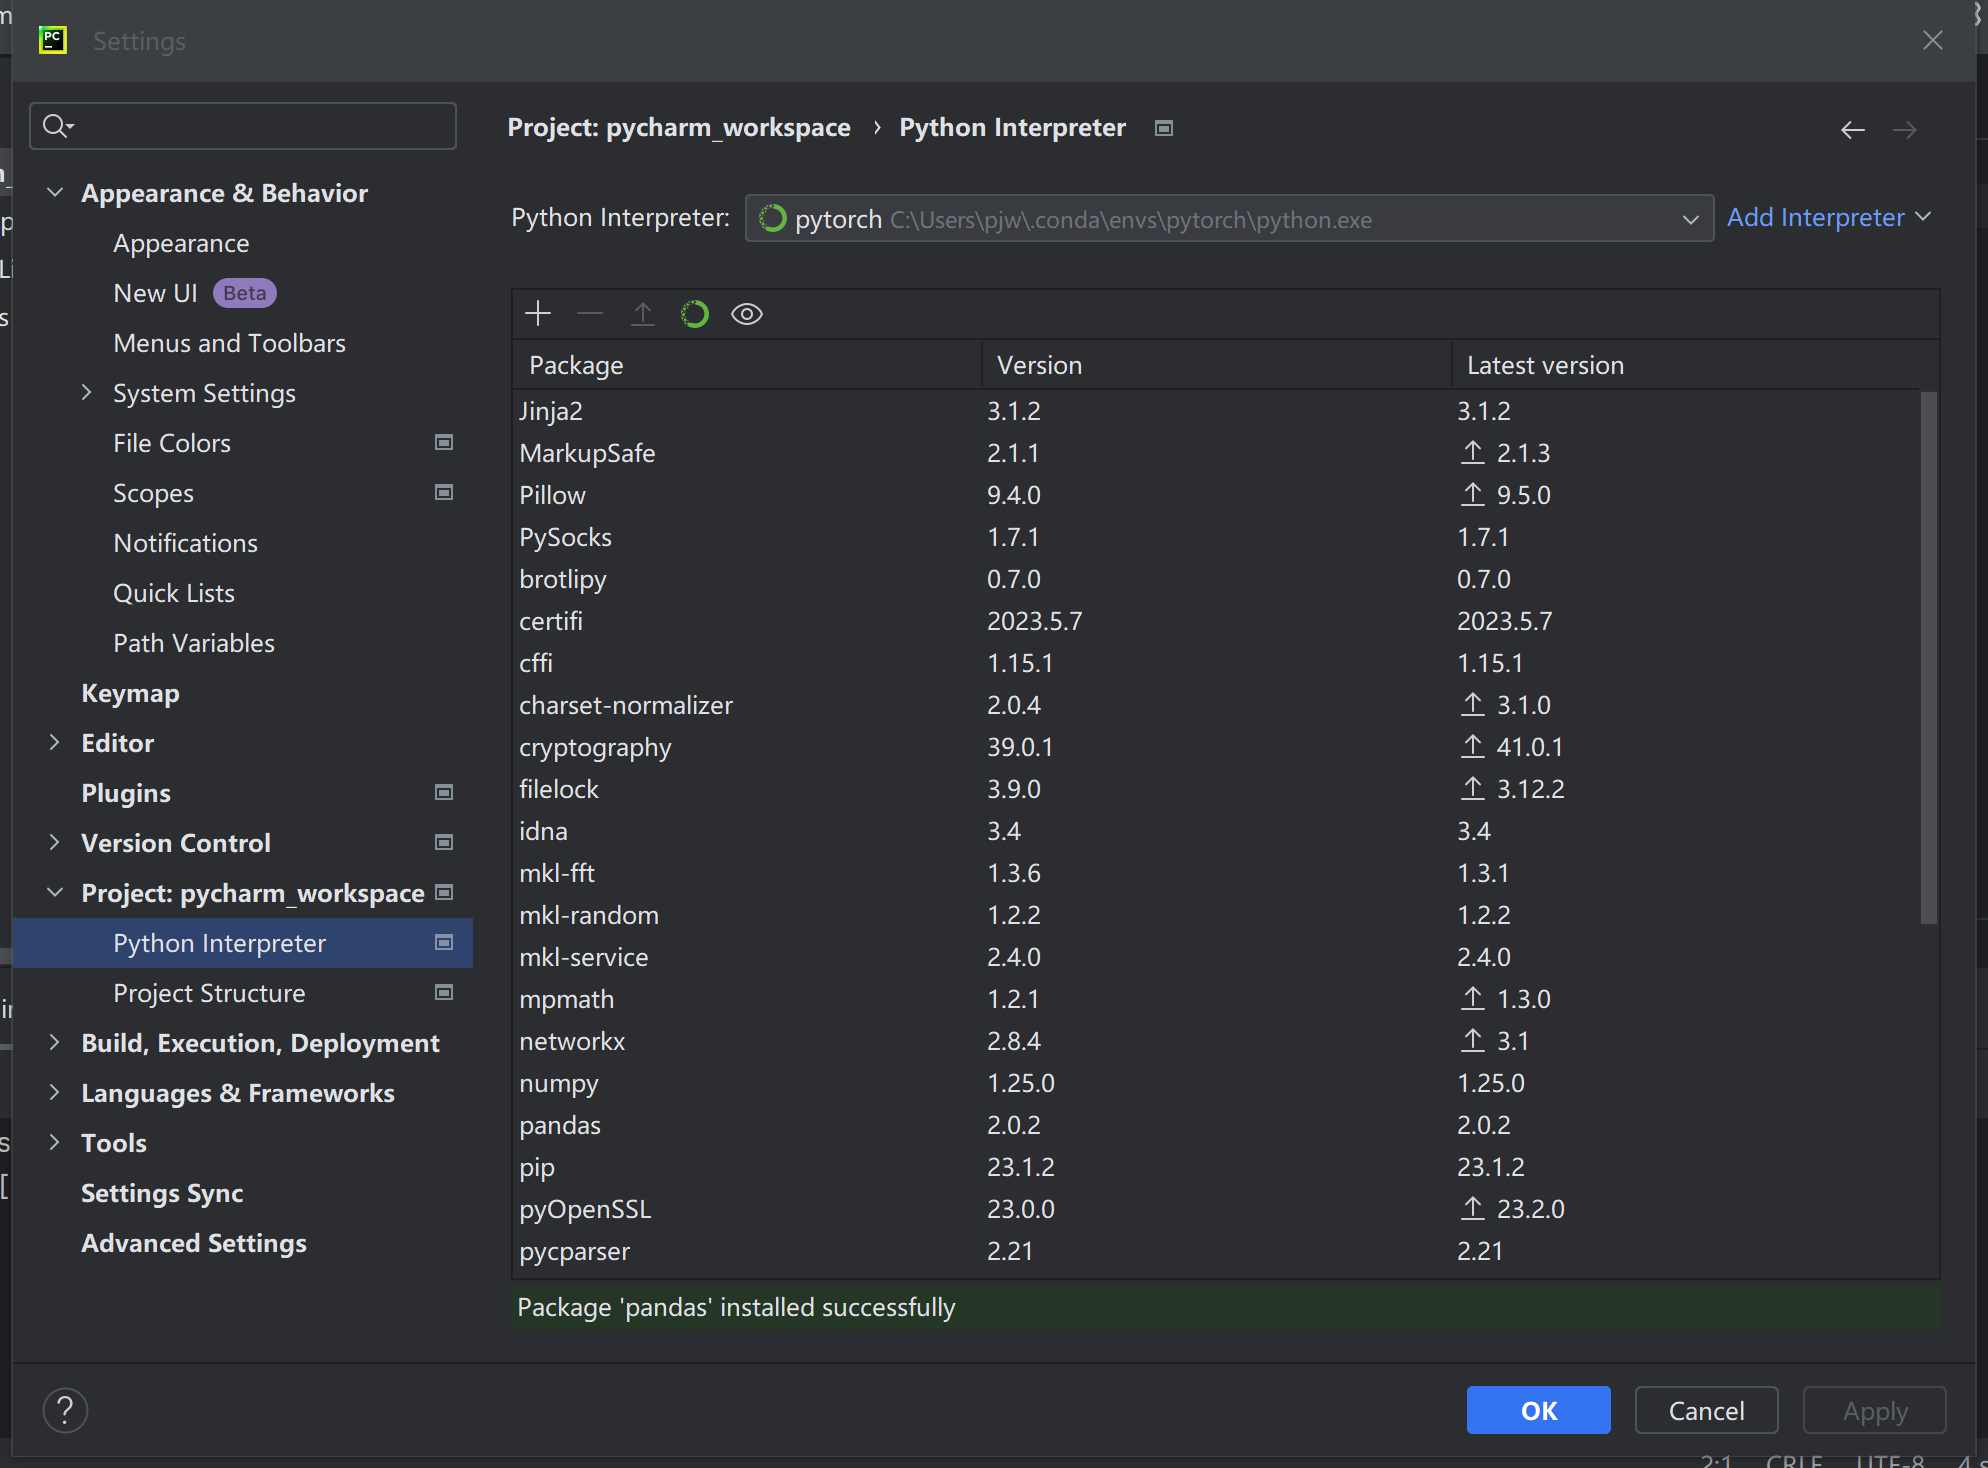 PC
Settings
Project: pycharm_workspace › Python Interpreter
Python Interpreter: pytorch C:\Users\pjw\.conda\envs\pytorch\python.exe Add Interpreter
Appearance & Behavior
Appearance
New UI Beta
Menus and Toolbars
System Settings
File Colors
Scopes
Notifications
Quick Lists
Path Variables
Keymap
Editor
Plugins
Version Control
Project: pycharm_workspace
Python Interpreter
Project Structure
Build, Execution, Deployment
Languages & Frameworks
Tools
Settings Sync
Advanced Settings
Package Version Latest version
Jinja2 3.1.2 3.1.2
MarkupSafe 2.1.1 2.1.3
Pillow 9.4.0 9.5.0
PySocks 1.7.1 1.7.1
brotlipy 0.7.0 0.7.0
certifi 2023.5.7 2023.5.7
cffi 1.15.1 1.15.1
charset-normalizer 2.0.4 3.1.0
cryptography 39.0.1 41.0.1
filelock 3.9.0 3.12.2
idna 3.4 3.4
mkl-fft 1.3.6 1.3.1
mkl-random 1.2.2 1.2.2
mkl-service 2.4.0 2.4.0
mpmath 1.2.1 1.3.0
networkx 2.8.4 3.1
numpy 1.25.0 1.25.0
pandas 2.0.2 2.0.2
pip 23.1.2 23.1.2
pyOpenSSL 23.0.0 23.2.0
pycparser 2.21 2.21
Package 'pandas' installed successfully
? OK Cancel Apply
2:1 CRLF UTF-8 4